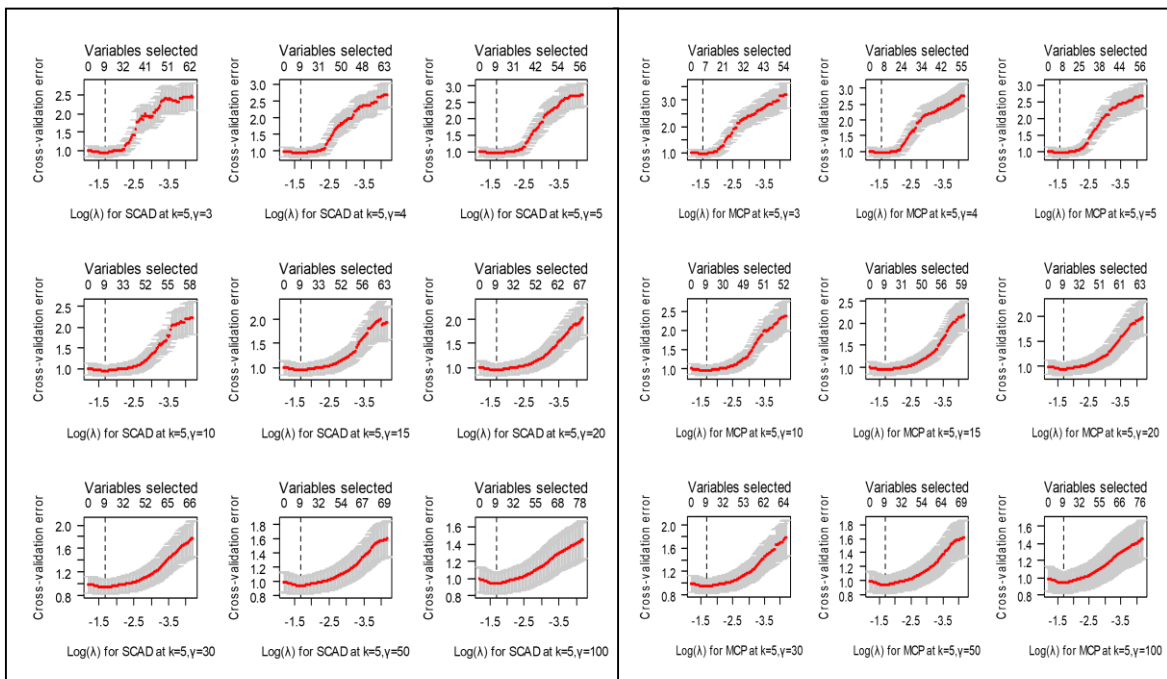 Variables selected
0 9 32 41 51 62
Cross-validation error
2.5
2.0
1.5
1.0
-1.5 -2.5 -3.5
Log(λ) for SCAD at k=5,γ=3
Variables selected
0 9 31 50 48 63
Cross-validation error
3.0
2.5
2.0
1.5
1.0
-1.5 -2.5 -3.5
Log(λ) for SCAD at k=5,γ=4
Variables selected
0 9 31 42 54 56
Cross-validation error
3.0
2.5
2.0
1.5
1.0
-1.5 -2.5 -3.5
Log(λ) for SCAD at k=5,γ=5
Variables selected
0 9 30 52 55 58
Cross-validation error
2.5
2.0
1.5
1.0
-1.5 -2.5 -3.5
Log(λ) for SCAD at k=5,γ=10
Variables selected
0 9 33 52 56 63
Cross-validation error
2.0
1.5
1.0
-1.5 -2.5 -3.5
Log(λ) for SCAD at k=5,γ=15
Variables selected
0 9 32 52 62 67
Cross-validation error
2.0
1.5
1.0
-1.5 -2.5 -3.5
Log(λ) for SCAD at k=5,γ=20
Variables selected
0 9 32 52 65 66
Cross-validation error
2.0
1.6
1.2
1.0
0.8
-1.5 -2.5 -3.5
Log(λ) for SCAD at k=5,γ=30
Variables selected
0 9 32 54 67 69
Cross-validation error
1.8
1.6
1.4
1.2
1.0
0.8
-1.5 -2.5 -3.5
Log(λ) for SCAD at k=5,γ=50
Variables selected
0 9 32 55 68 78
Cross-validation error
1.6
1.4
1.2
1.0
0.8
-1.5 -2.5 -3.5
Log(λ) for SCAD at k=5,γ=100
Variables selected
0 7 21 32 43 54
Cross-validation error
3.0
2.5
2.0
1.5
1.0
-1.5 -2.5 -3.5
Log(λ) for MCP at k=5,γ=3
Variables selected
0 8 24 34 42 55
Cross-validation error
3.0
2.5
2.0
1.5
1.0
-1.5 -2.5 -3.5
Log(λ) for MCP at k=5,γ=4
Variables selected
0 8 25 38 44 56
Cross-validation error
3.0
2.5
2.0
1.5
1.0
-1.5 -2.5 -3.5
Log(λ) for MCP at k=5,γ=5
Variables selected
0 9 30 49 51 52
Cross-validation error
2.5
2.0
1.5
1.0
-1.5 -2.5 -3.5
Log(λ) for MCP at k=5,γ=10
Variables selected
0 9 31 50 56 59
Cross-validation error
2.5
2.0
1.5
1.0
-1.5 -2.5 -3.5
Log(λ) for MCP at k=5,γ=15
Variables selected
0 9 32 51 61 63
Cross-validation error
2.0
1.5
1.0
-1.5 -2.5 -3.5
Log(λ) for MCP at k=5,γ=20
Variables selected
0 9 32 53 62 64
Cross-validation error
2.0
1.6
1.2
1.0
0.8
-1.5 -2.5 -3.5
Log(λ) for MCP at k=5,γ=30
Variables selected
0 9 32 54 64 69
Cross-validation error
1.8
1.6
1.4
1.2
1.0
0.8
-1.5 -2.5 -3.5
Log(λ) for MCP at k=5,γ=50
Variables selected
0 9 32 55 66 76
Cross-validation error
1.6
1.4
1.2
1.0
0.8
-1.5 -2.5 -3.5
Log(λ) for MCP at k=5,γ=100